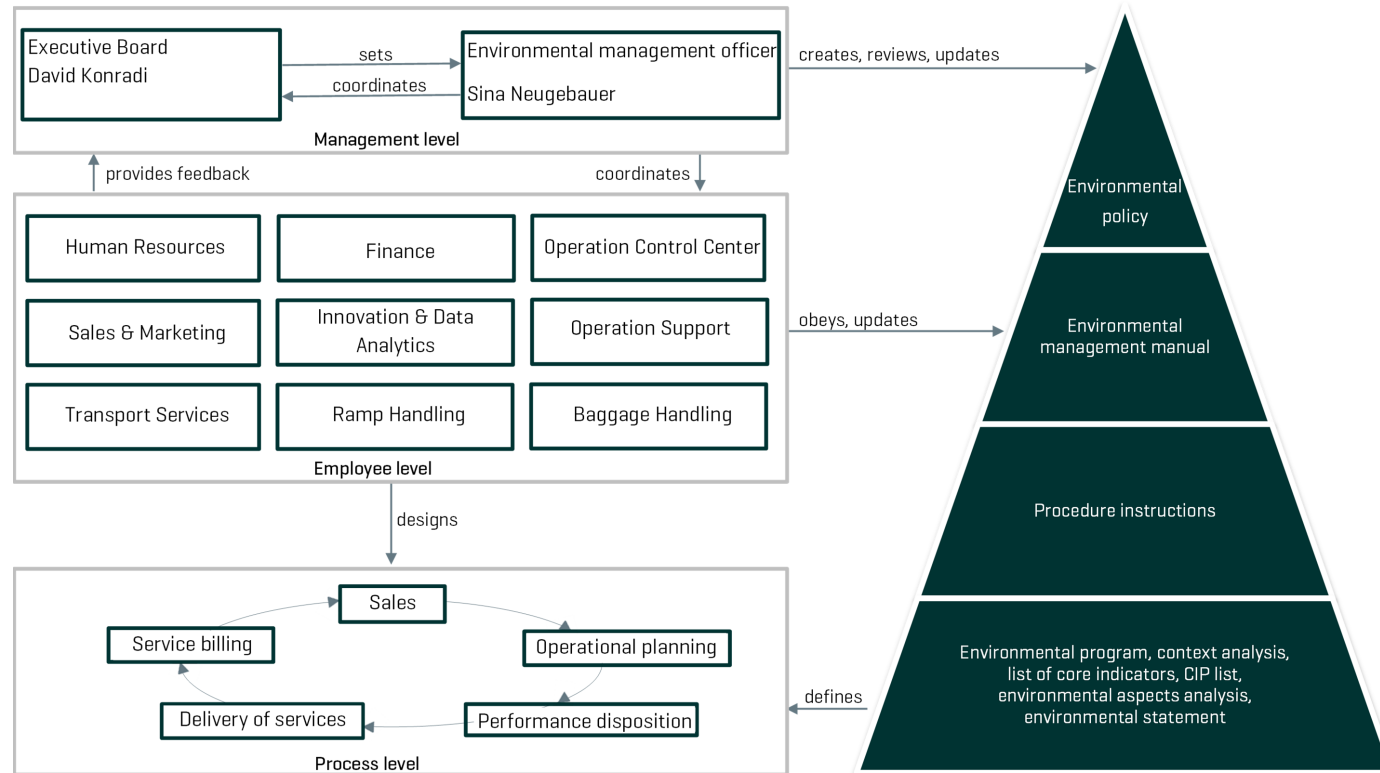 Executive Board
David Konradi
sets
coordinates
Environmental management officer
Sina Neugebauer
Management level
creates, reviews, updates
provides feedback
coordinates
Human Resources
Finance
Operation Control Center
Sales & Marketing
Innovation & Data
Analytics
Operation Support
Transport Services
Ramp Handling
Baggage Handling
Employee level
obeys, updates
designs
Sales
Service billing
Operational planning
Delivery of services
Performance disposition
Process level
defines
Environmental
policy
Environmental
management manual
Procedure instructions
Environmental program, context analysis,
list of core indicators, CIP list,
environmental aspects analysis,
environmental statement